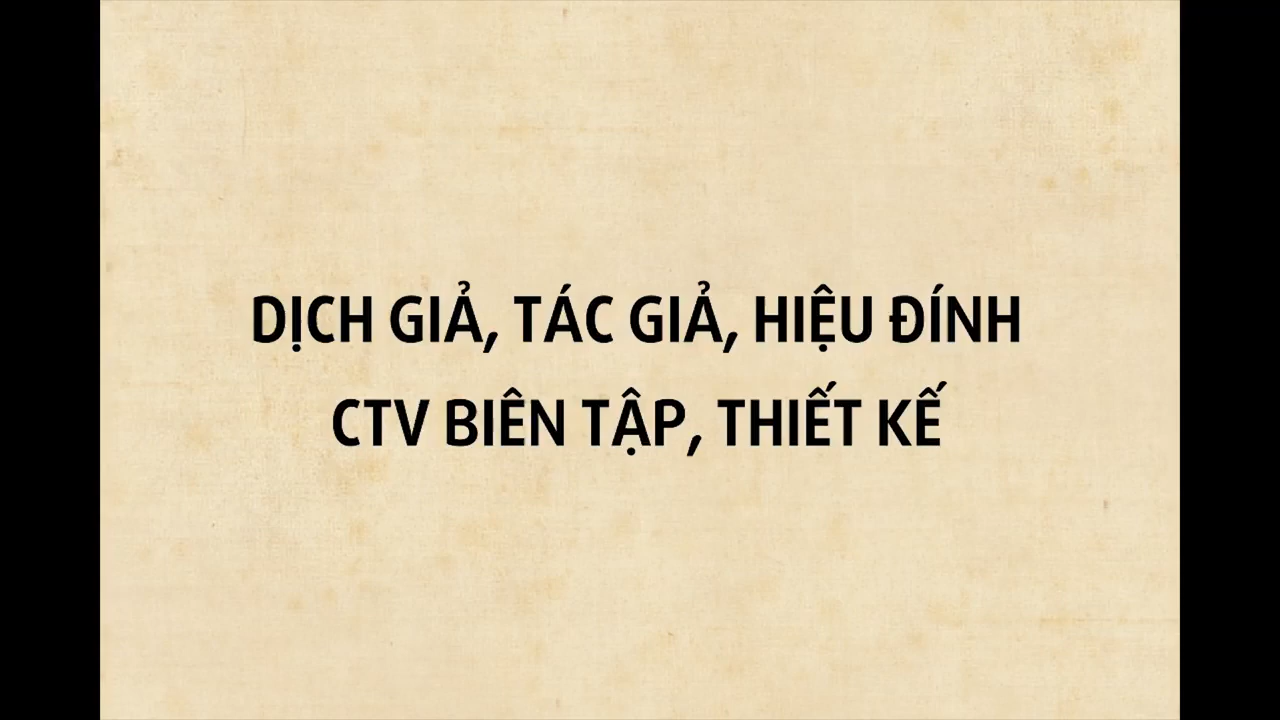 DỊCH GIẢ, TÁC GIẢ, HIỆU ĐÍNH
CTV BIÊN TẬP, THIẾT KẾ